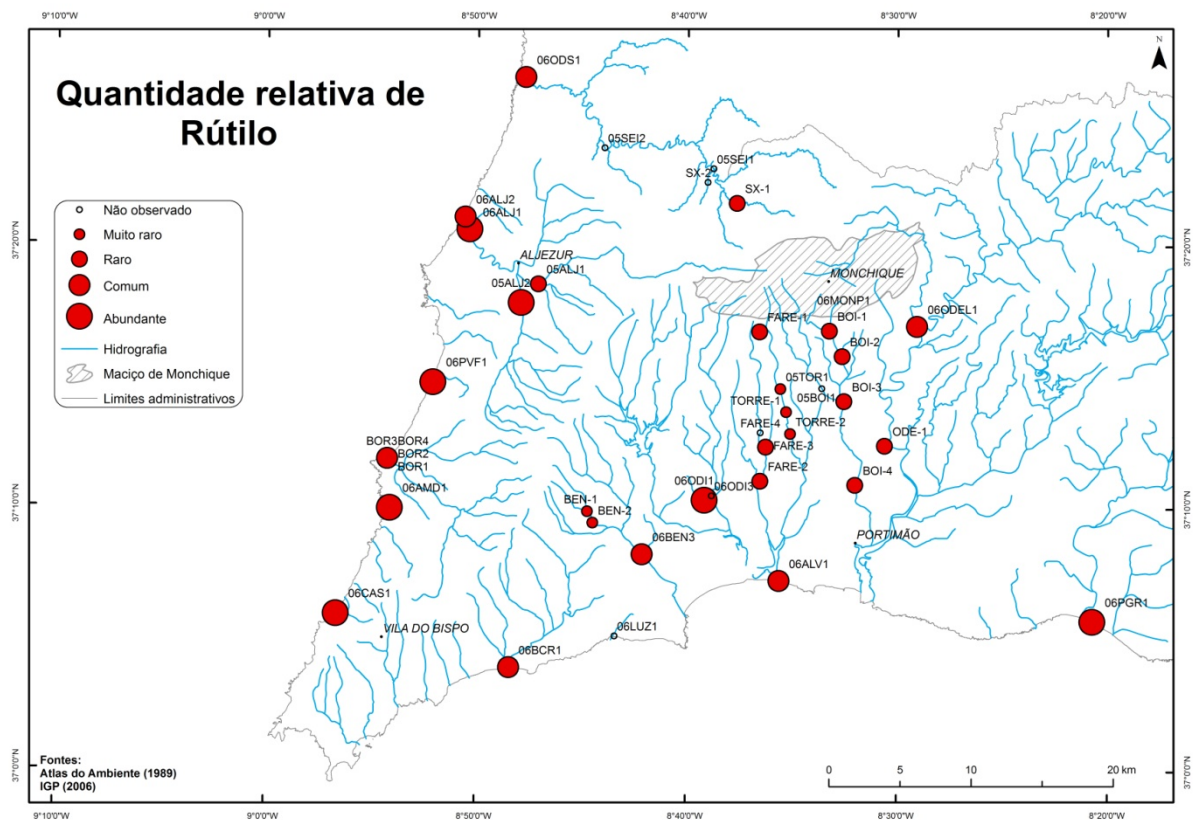 9°10'0"W
9°0'0"W
8°50'0"W
8°40'0"W
8°30'0"W
8°20'0"W
N
Quantidade relativa de
Rútilo
Não observado
Muito raro
Raro
Comum
Abundante
Hidrografia
Maciço de Monchique
Limites administrativos
06ODS1
05SEI2
05SEI1
SX-2
SX-1
06ALJ2
06ALJ1
37°20'0"N
37°20'0"N
ALJEZUR
05ALJ1
05ALJ2
MONCHIQUE
06MONP1
FARE-1
BOI-1
06ODEL1
BOI-2
06PVF1
05TOR1
BOI-3
TORRE-1
05BOI1
FARE-4
TORRE-2
ODE-1
BOR3BOR4
BOR2
BOR1
FARE-3
FARE-2
BOI-4
06AMD1
06ODI1
06ODI3
BEN-1
BEN-2
37°10'0"N
37°10'0"N
06BEN3
PORTIMÃO
06ALV1
06CAS1
06PGR1
VILA DO BISPO
06LUZ1
06BCR1
Fontes:
Atlas do Ambiente (1989)
IGP (2006)
37°0'0"N
37°0'0"N
0
5
10
20 km
9°10'0"W
9°0'0"W
8°50'0"W
8°40'0"W
8°30'0"W
8°20'0"W